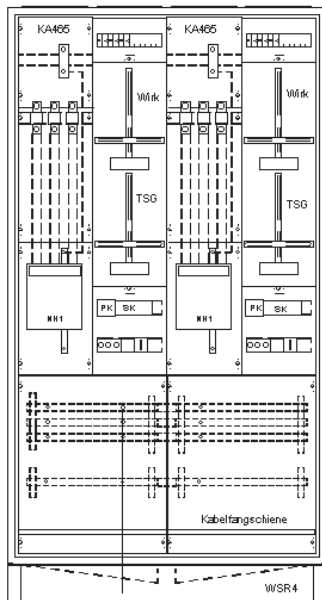 KA465 KA465
Wirk Wirk
TSG TSG
PK SK PK SK
NH1 NH1
Kabelfangschiene
WSR4